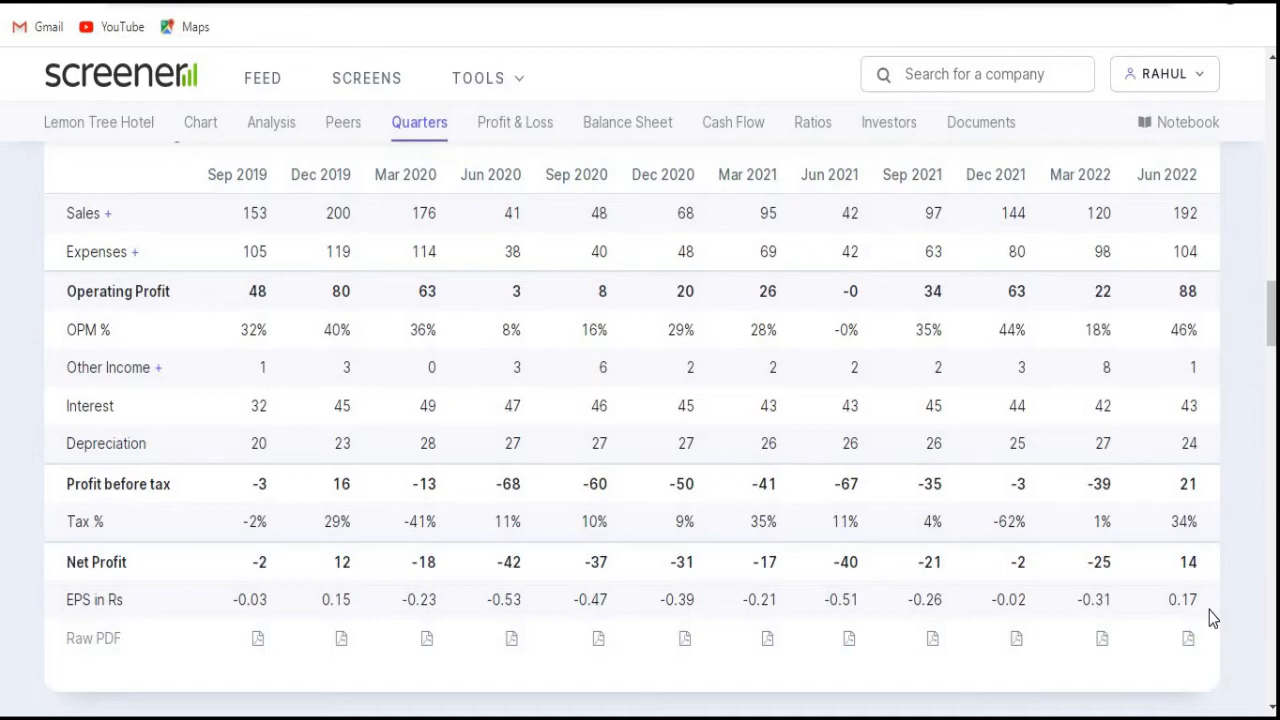 Gmail YouTube Maps
screener FEED SCREENS TOOLS Search for a company RAHUL
Lemon Tree Hotel Chart Analysis Peers Quarters Profit & Loss Balance Sheet Cash Flow Ratios Investors Documents Notebook
Sep 2019 Dec 2019 Mar 2020 Jun 2020 Sep 2020 Dec 2020 Mar 2021 Jun 2021 Sep 2021 Dec 2021 Mar 2022 Jun 2022
Sales + 153 200 176 41 48 68 95 42 97 144 120 192
Expenses + 105 119 114 38 40 48 69 42 63 80 98 104
Operating Profit 48 80 63 3 8 20 26 -0 34 63 22 88
OPM % 32% 40% 36% 8% 16% 29% 28% -0% 35% 44% 18% 46%
Other Income + 1 3 0 3 6 2 2 2 2 3 8 1
Interest 32 45 49 47 46 45 43 43 45 44 42 43
Depreciation 20 23 28 27 27 27 26 26 26 25 27 24
Profit before tax -3 16 -13 -68 -60 -50 -41 -67 -35 -3 -39 21
Tax % -2% 29% -41% 11% 10% 9% 35% 11% 4% -62% 1% 34%
Net Profit -2 12 -18 -42 -37 -31 -17 -40 -21 -2 -25 14
EPS in Rs -0.03 0.15 -0.23 -0.53 -0.47 -0.39 -0.21 -0.51 -0.26 -0.02 -0.31 0.17
Raw PDF